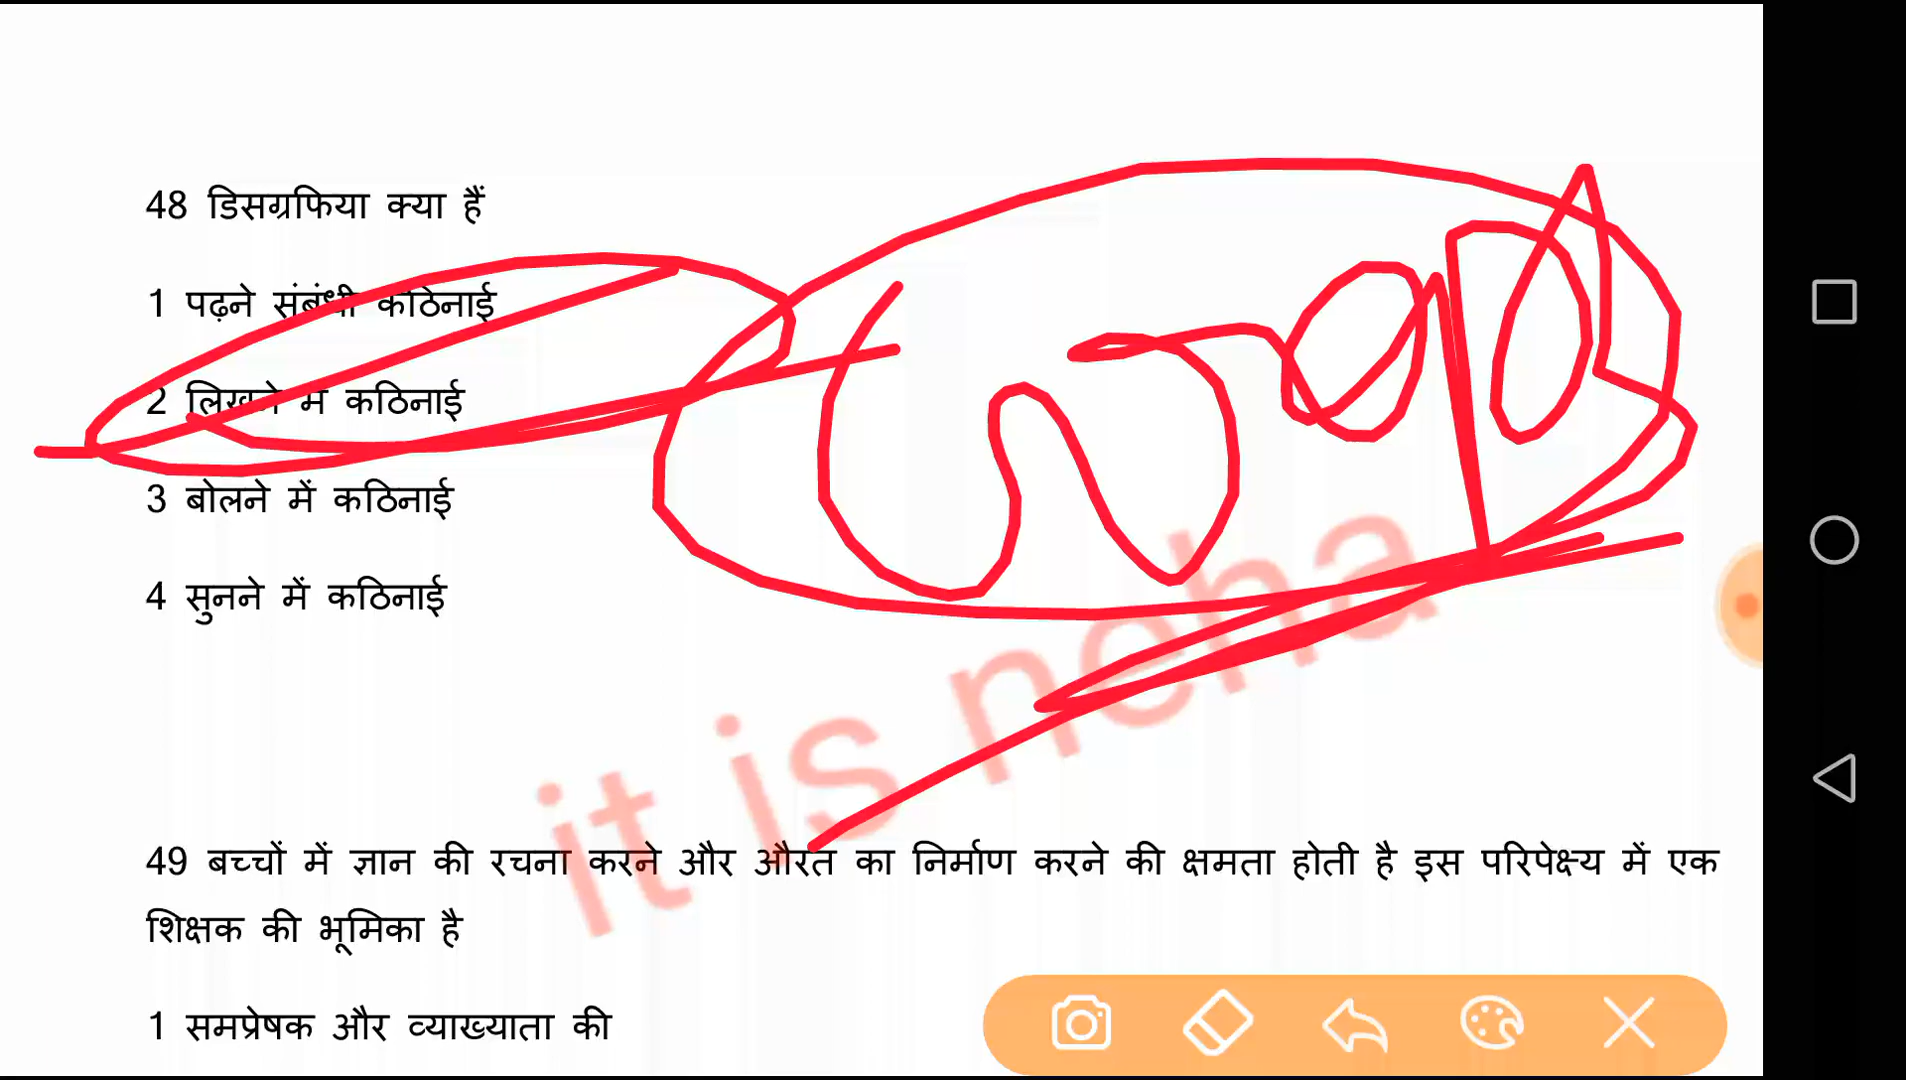 48 डिसग्रफिया क्या हैं
1 पढ़ने संबंधी कठिनाई
2 लिखने में कठिनाई
3 बोलने में कठिनाई
4 सुनने में कठिनाई
it is neha
49 बच्चों में ज्ञान की रचना करने और औरत का निर्माण करने की क्षमता होती है इस परिपेक्ष्य में एक
शिक्षक की भूमिका है
1 समप्रेषक और व्याख्याता की